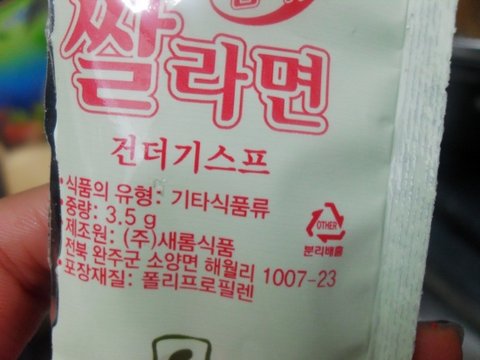 쌀라면
건더기스프
•식품의 유형: 기타식품류
•중량: 3.5 g
제조원: (주)새롬식품
전북 완주군 소양면 해월리 1007-23
•포장재질: 폴리프로필렌
OTHER
분리배출